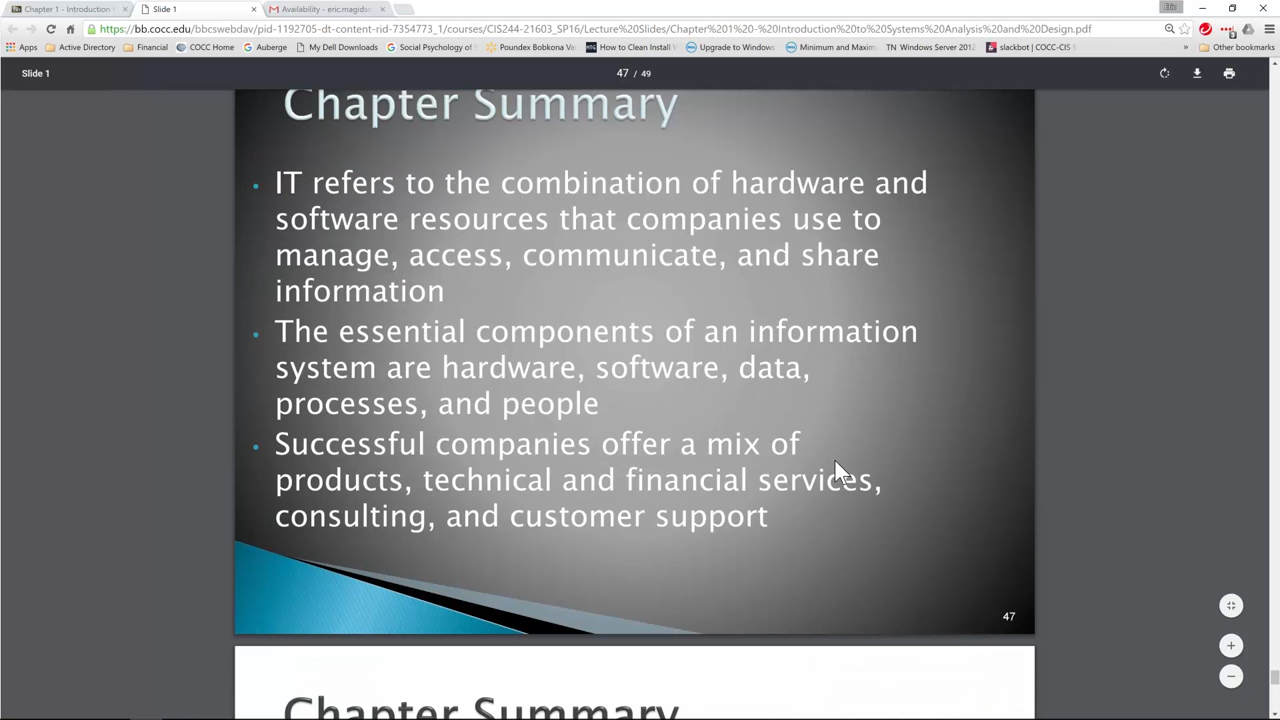 Chapter 1 - Introduction
Slide 1
Availability - eric.magids
https://bb.cocc.edu/bbcswebdav/pid-1192705-dt-content-rid-7354773_1/courses/CIS244-21603_SP16/Lecture%20Slides/Chapter%201%20-%20Introduction%20to%20Systems%20Analysis%20and%20Design.pdf
Apps Active Directory Financial COCC Home Auberge My Dell Downloads Social Psychology of Poundex Bobkona Va How to Clean Install Upgrade to Windows Minimum and Maxim TN Windows Server 201 slackbot | COCC-CIS » Other bookmarks
Slide 1
47 / 49
Chapter Summary
• IT refers to the combination of hardware and
software resources that companies use to
manage, access, communicate, and share
information
• The essential components of an information
system are hardware, software, data,
processes, and people
• Successful companies offer a mix of
products, technical and financial services,
consulting, and customer support
47
Chapter Summary